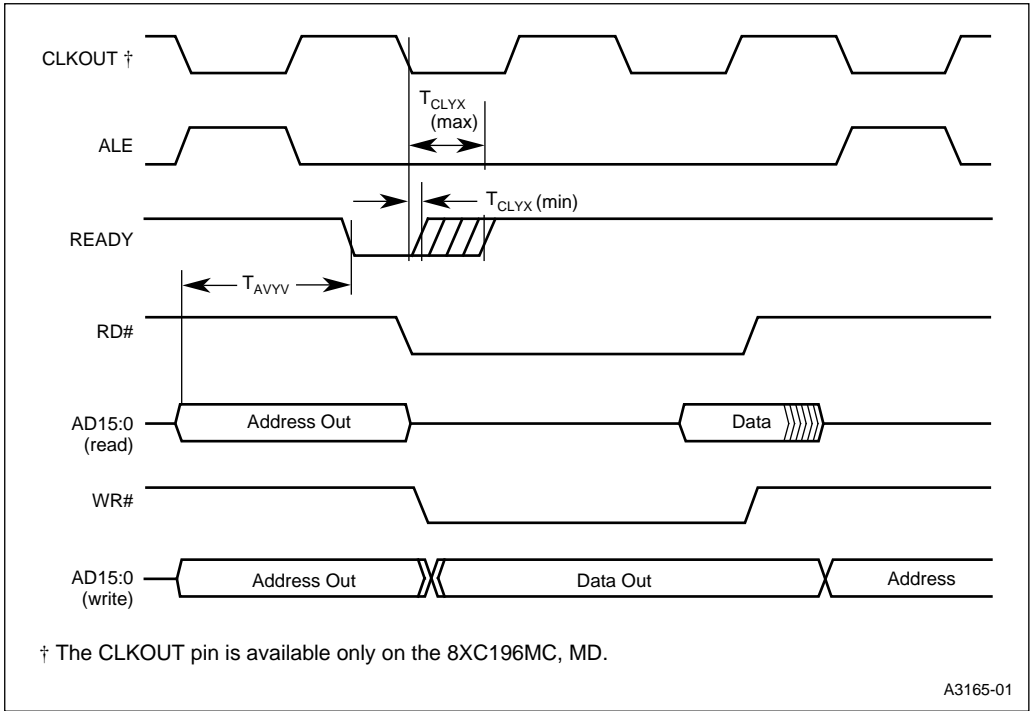 CLKOUT †
T_CLYX
(max)
ALE
T_CLYX (min)
READY
T_AVYV
RD#
AD15:0
(read)
Address Out
Data
WR#
AD15:0
(write)
Address Out
Data Out
Address
† The CLKOUT pin is available only on the 8XC196MC, MD.
A3165-01